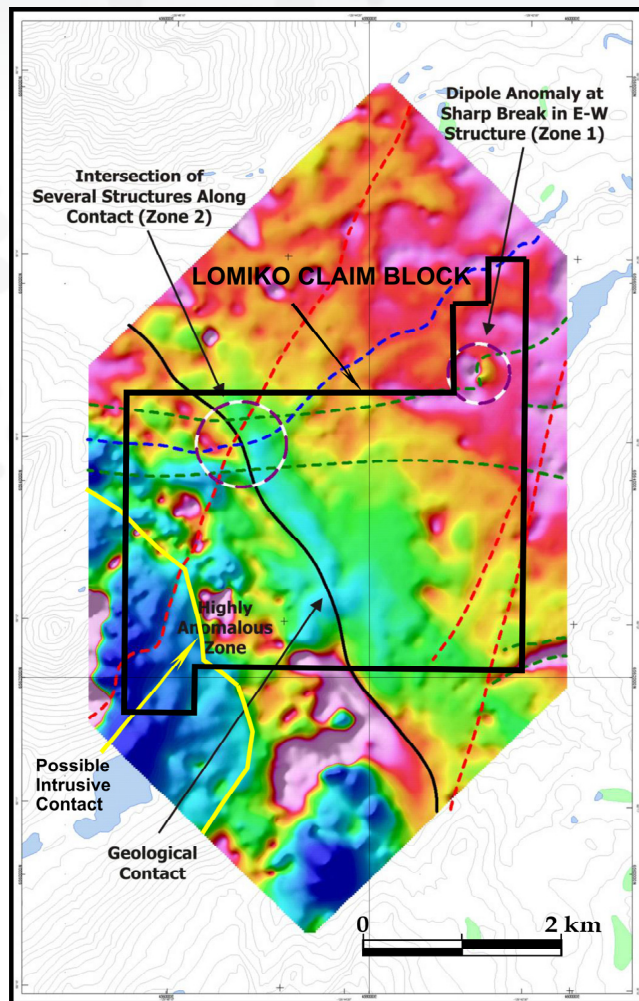 Dipole Anomaly at
Sharp Break in E-W
Structure (Zone 1)
Intersection of
Several Structures Along
Contact (Zone 2)
LOMIKO CLAIM BLOCK
Highly
Anomalous
Zone
Possible
Intrusive
Contact
Geological
Contact
0
2 km